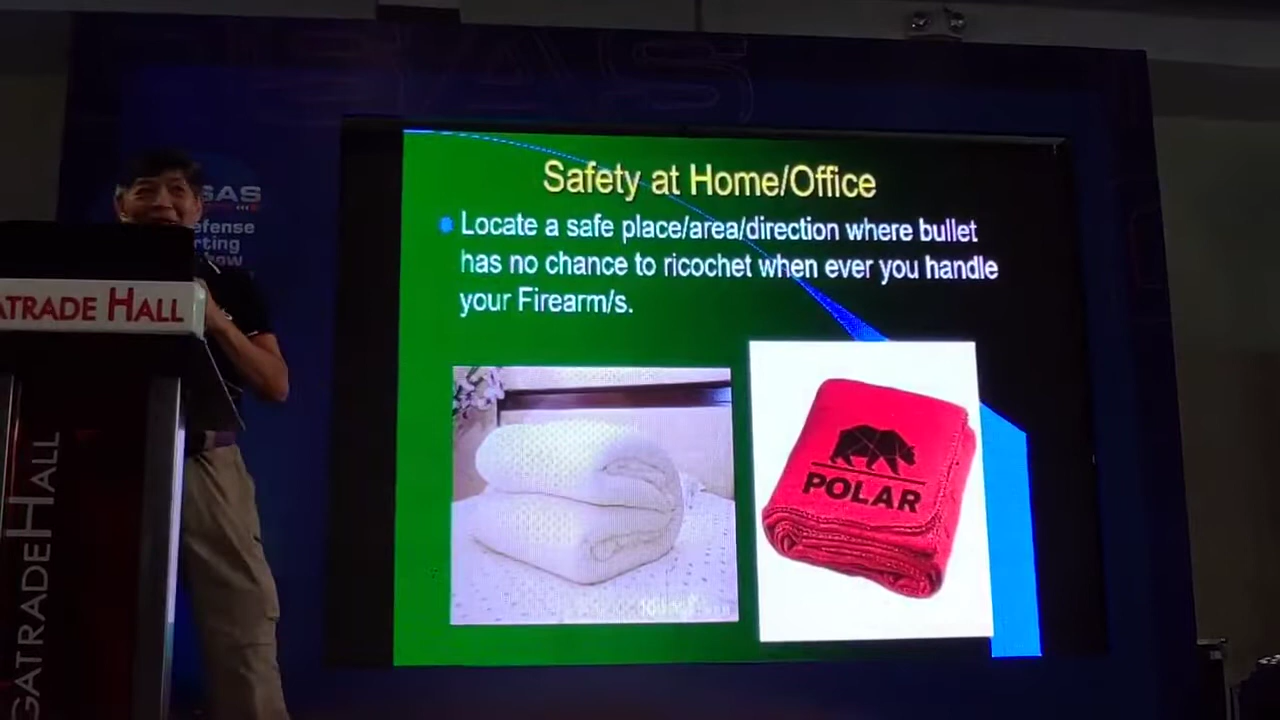 Safety at Home/Office
Locate a safe place/area/direction where bullet
has no chance to ricochet when ever you handle
your Firearm/s.
POLAR
SAS
efense
rting
how
ATRADE HALL
GATRADEHALL